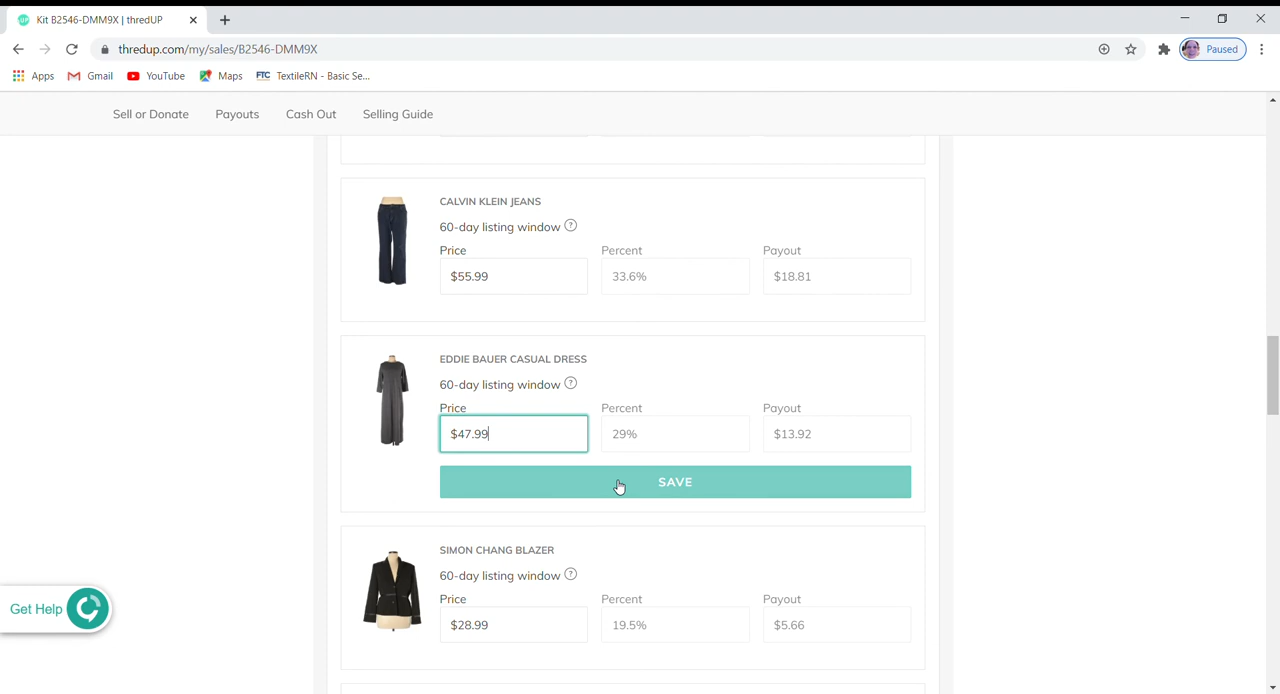 UP Kit B2546-DMM9X | thredUP
thredup.com/my/sales/B2546-DMM9X
Paused
Apps Gmail YouTube Maps FTC TextileRN - Basic Se...
Sell or Donate Payouts Cash Out Selling Guide
CALVIN KLEIN JEANS
60-day listing window ?
Price Percent Payout
$55.99 33.6% $18.81
EDDIE BAUER CASUAL DRESS
60-day listing window ?
Price Percent Payout
$47.99 29% $13.92
SAVE
SIMON CHANG BLAZER
60-day listing window ?
Price Percent Payout
$28.99 19.5% $5.66
Get Help